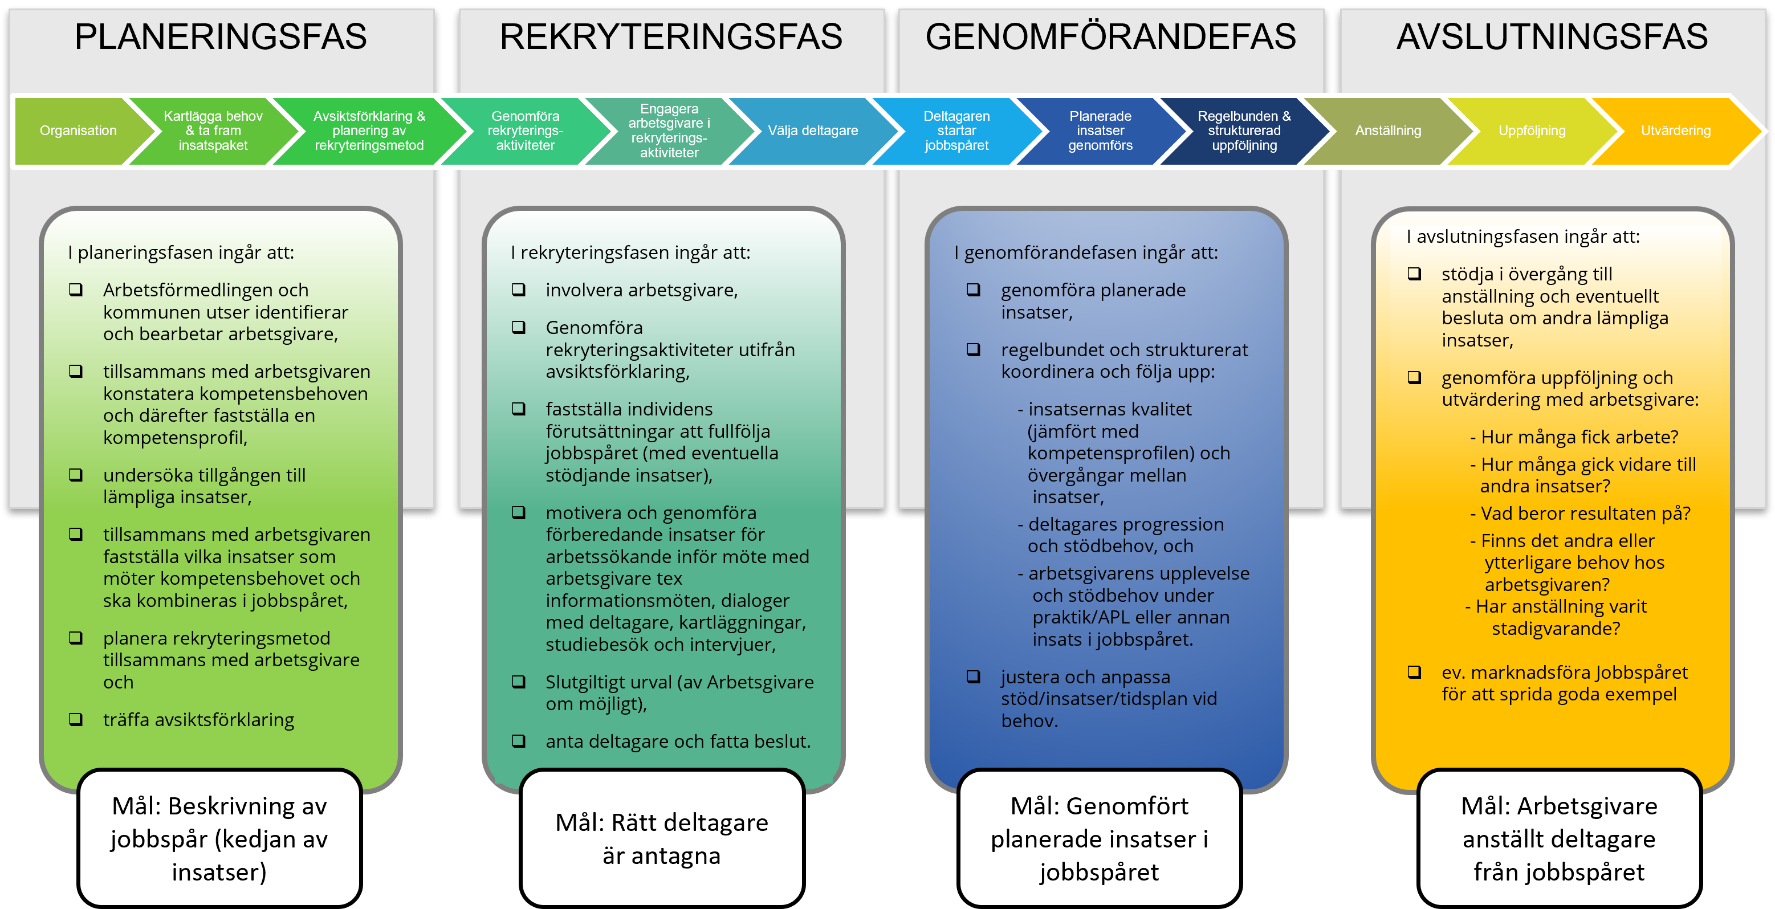 PLANERINGSFAS
REKRYTERINGSFAS
GENOMFÖRANDEFAS
AVSLUTNINGSFAS
Organisation
Kartlägga behov
& ta fram
insatspaket
Avsiktsförklaring &
planering av
rekryteringsmetod
Genomföra
rekryterings-
aktiviteter
Engagera
arbetsgivare i
rekryterings-
aktiviteter
Välja deltagare
Deltagaren
startar
jobbspåret
Planerade
insatser
genomförs
Regelbunden &
strukturerad
uppföljning
Anställning
Uppföljning
Utvärdering
I planeringsfasen ingår att:
Arbetsförmedlingen och
kommunen utser identifierar
och bearbetar arbetsgivare,
tillsammans med arbetsgivaren
konstatera kompetensbehoven
och därefter fastställa en
kompetensprofil,
undersöka tillgången till
lämpliga insatser,
tillsammans med arbetsgivaren
fastställa vilka insatser som
möter kompetensbehovet och
ska kombineras i jobbspåret,
planera rekryteringsmetod
tillsammans med arbetsgivare
och
träffa avsiktsförklaring
Mål: Beskrivning av
jobbspår (kedjan av
insatser)
I rekryteringsfasen ingår att:
involvera arbetsgivare,
Genomföra
rekryteringsaktiviteter utifrån
avsiktsförklaring,
fastställa individens
förutsättningar att fullfölja
jobbspåret (med eventuella
stödjande insatser),
motivera och genomföra
förberedande insatser för
arbetssökande inför möte med
arbetsgivare tex
informationsmöten, dialoger
med deltagare, kartläggningar,
studiebesök och intervjuer,
Slutgiltigt urval (av Arbetsgivare
om möjligt),
anta deltagare och fatta beslut.
Mål: Rätt deltagare
är antagna
I genomförandefasen ingår att:
genomföra planerade
insatser,
regelbundet och strukturerat
koordinera och följa upp:
- insatsernas kvalitet
(jämfört med
kompetensprofilen) och
övergångar mellan
insatser,
- deltagares progression
och stödbehov, och
- arbetsgivarens upplevelse
och stödbehov under
praktik/APL eller annan
insats i jobbspåret.
justera och anpassa
stöd/insatser/tidsplan vid
behov.
Mål: Genomfört
planerade insatser i
jobbspåret
I avslutningsfasen ingår att:
stödja i övergång till
anställning och eventuellt
besluta om andra lämpliga
insatser,
genomföra uppföljning och
utvärdering med arbetsgivare:
- Hur många fick arbete?
- Hur många gick vidare till
andra insatser?
- Vad beror resultaten på?
- Finns det andra eller
ytterligare behov hos
arbetsgivaren?
- Har anställning varit
stadigvarande?
ev. marknadsföra Jobbspåret
för att sprida goda exempel
Mål: Arbetsgivare
anställt deltagare
från jobbspåret